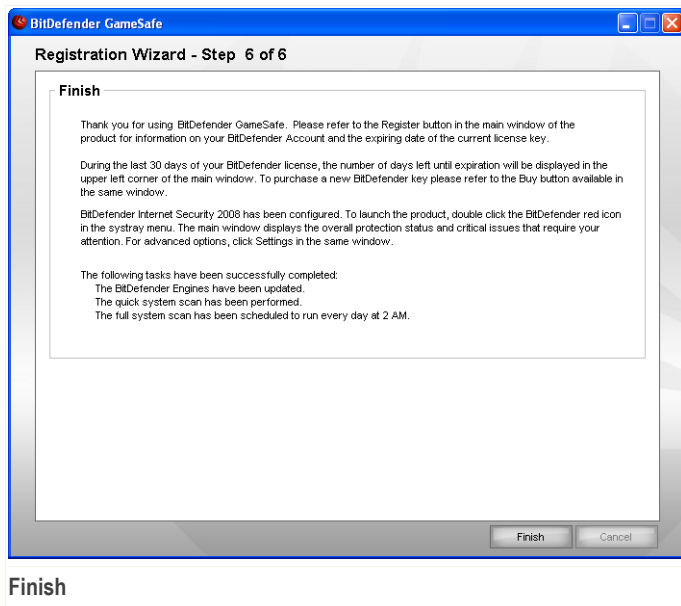 BitDefender GameSafe
Registration Wizard - Step 6 of 6
Finish
Thank you for using BitDefender GameSafe. Please refer to the Register button in the main window of the
product for information on your BitDefender Account and the expiring date of the current license key.
During the last 30 days of your BitDefender license, the number of days left until expiration will be displayed in the
upper left corner of the main window. To purchase a new BitDefender key please refer to the Buy button available in
the same window.
BitDefender Internet Security 2008 has been configured. To launch the product, double click the BitDefender red icon
in the systray menu. The main window displays the overall protection status and critical issues that require your
attention. For advanced options, click Settings in the same window.
The following tasks have been successfully completed:
The BitDefender Engines have been updated.
The quick system scan has been performed.
The full system scan has been scheduled to run every day at 2 AM.
Finish
Cancel
Finish